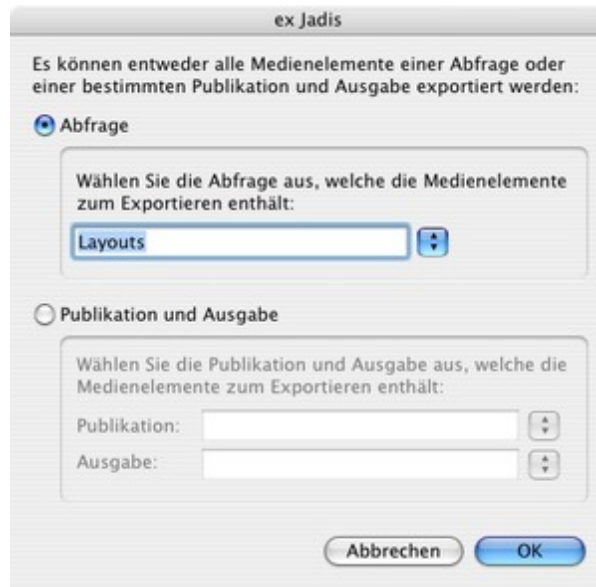 ex Jadis
Es können entweder alle Medienelemente einer Abfrage oder
einer bestimmten Publikation und Ausgabe exportiert werden:
Abfrage
Wählen Sie die Abfrage aus, welche die Medienelemente
zum Exportieren enthält:
Layouts
Publikation und Ausgabe
Wählen Sie die Publikation und Ausgabe aus, welche die
Medienelemente zum Exportieren enthält:
Publikation:
Ausgabe:
Abbrechen OK